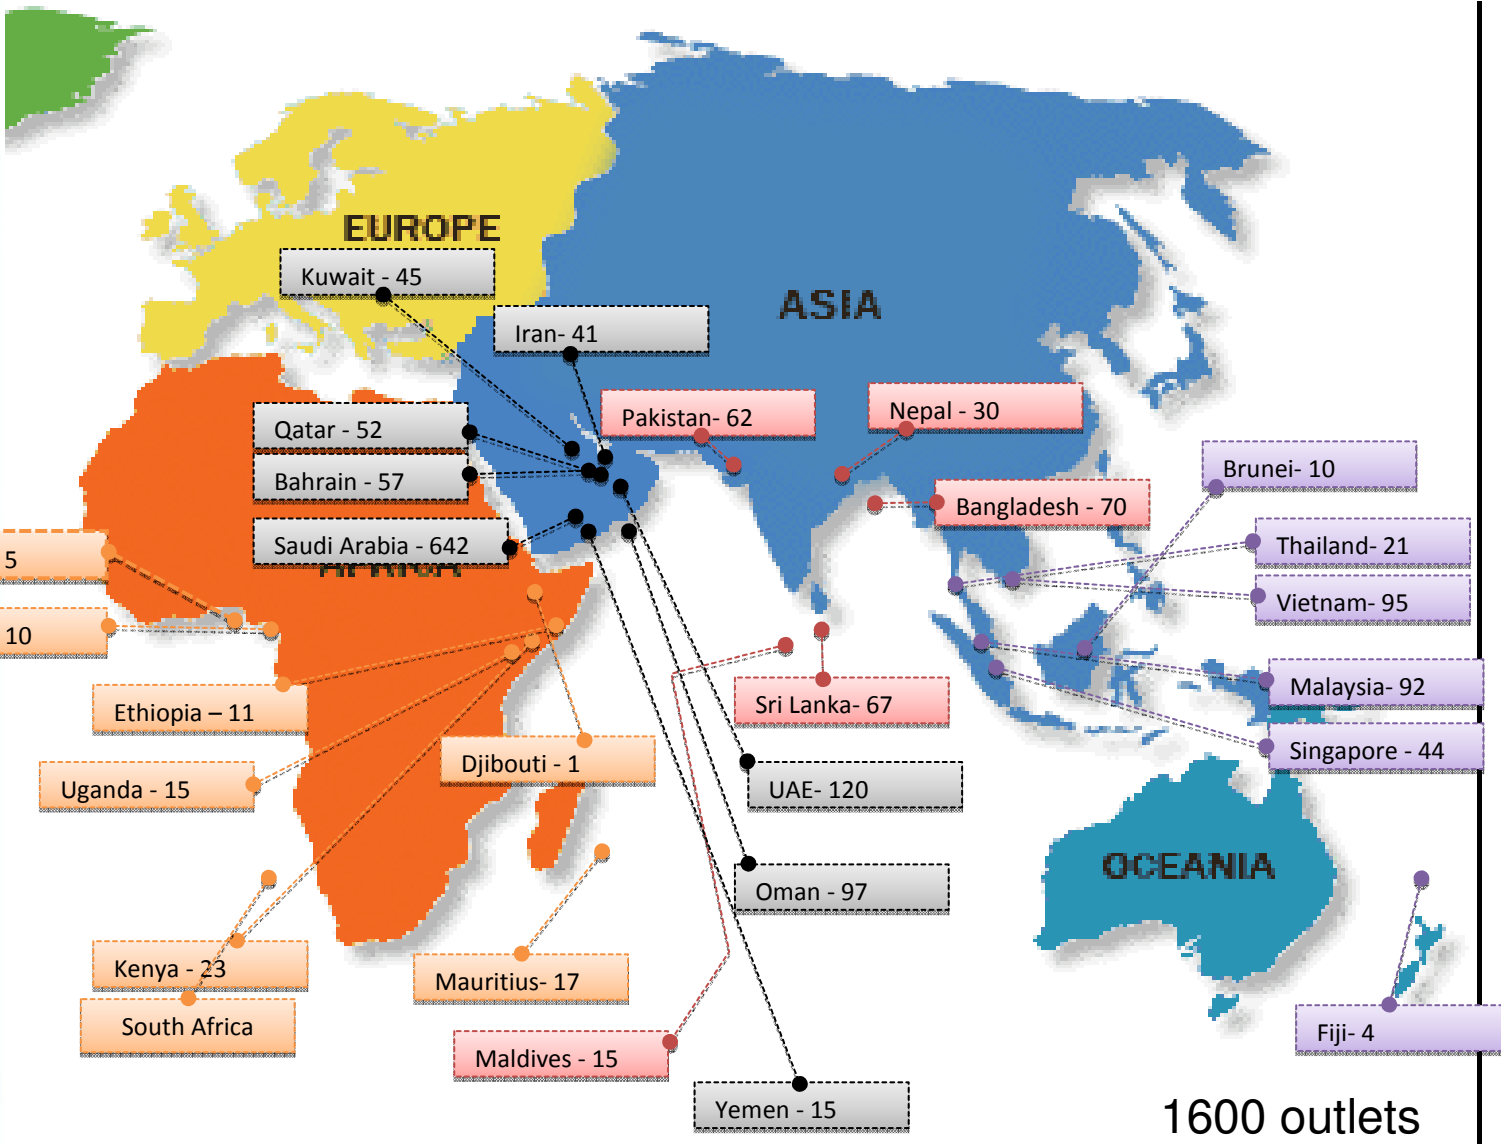 EUROPE
Kuwait - 45
ASIA
Iran- 41
Pakistan- 62
Nepal - 30
Qatar - 52
Bahrain - 57
Brunei- 10
Bangladesh - 70
Saudi Arabia - 642
Thailand- 21
5
AFRICA
Vietnam- 95
10
Malaysia- 92
Ethiopia – 11
Sri Lanka- 67
Singapore - 44
Djibouti - 1
Uganda - 15
UAE- 120
OCEANIA
Oman - 97
Kenya - 23
Mauritius- 17
South Africa
Fiji- 4
Maldives - 15
Yemen - 15
1600 outlets